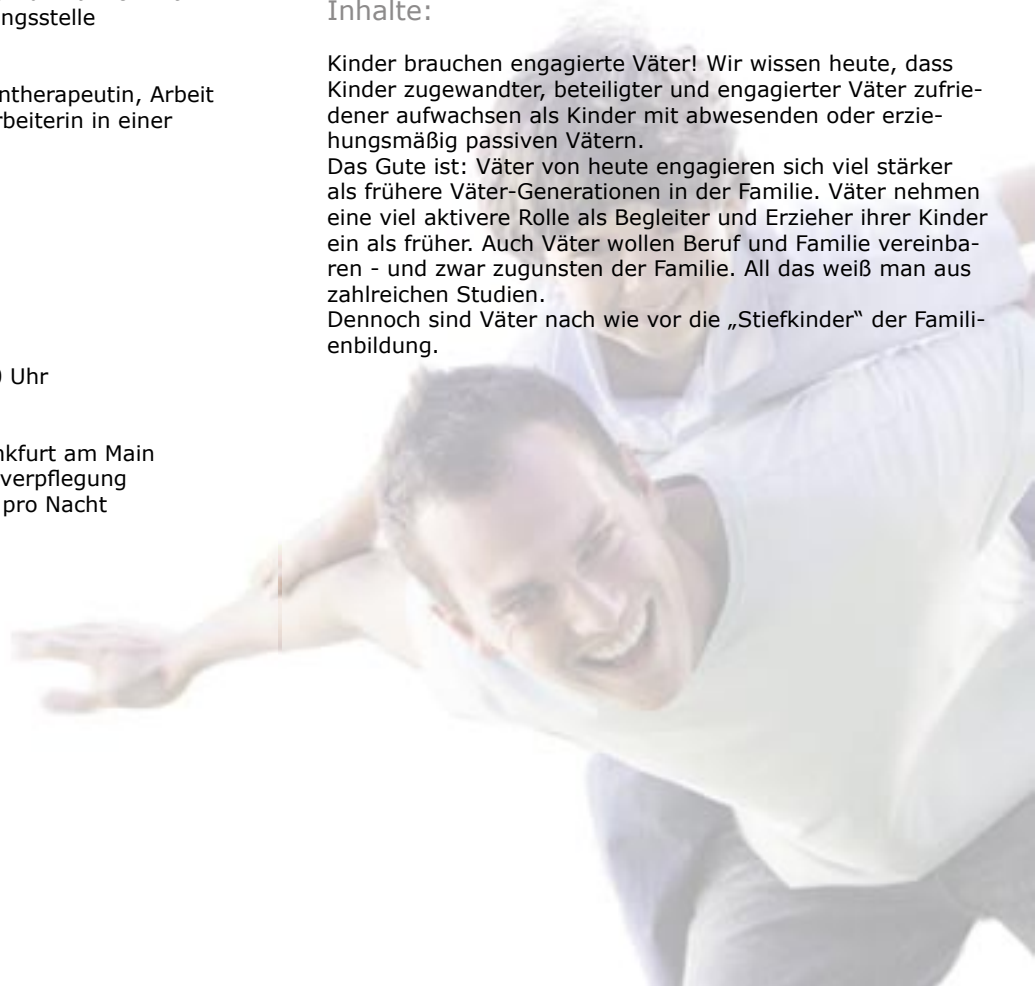 ngsstelle
ntherapeutin, Arbeit
rbeiterin in einer
Uhr
nkfurt am Main
verpflegung
pro Nacht
Inhalte:
Kinder brauchen engagierte Väter! Wir wissen heute, dass
Kinder zugewandter, beteiligter und engagierter Väter zufrie-
dener aufwachsen als Kinder mit abwesenden oder erzie-
hungsmäßig passiven Vätern.
Das Gute ist: Väter von heute engagieren sich viel stärker
als frühere Väter-Generationen in der Familie. Väter nehmen
eine viel aktivere Rolle als Begleiter und Erzieher ihrer Kinder
ein als früher. Auch Väter wollen Beruf und Familie vereinba-
ren - und zwar zugunsten der Familie. All das weiß man aus
zahlreichen Studien.
Dennoch sind Väter nach wie vor die „Stiefkinder“ der Famili-
enbildung.